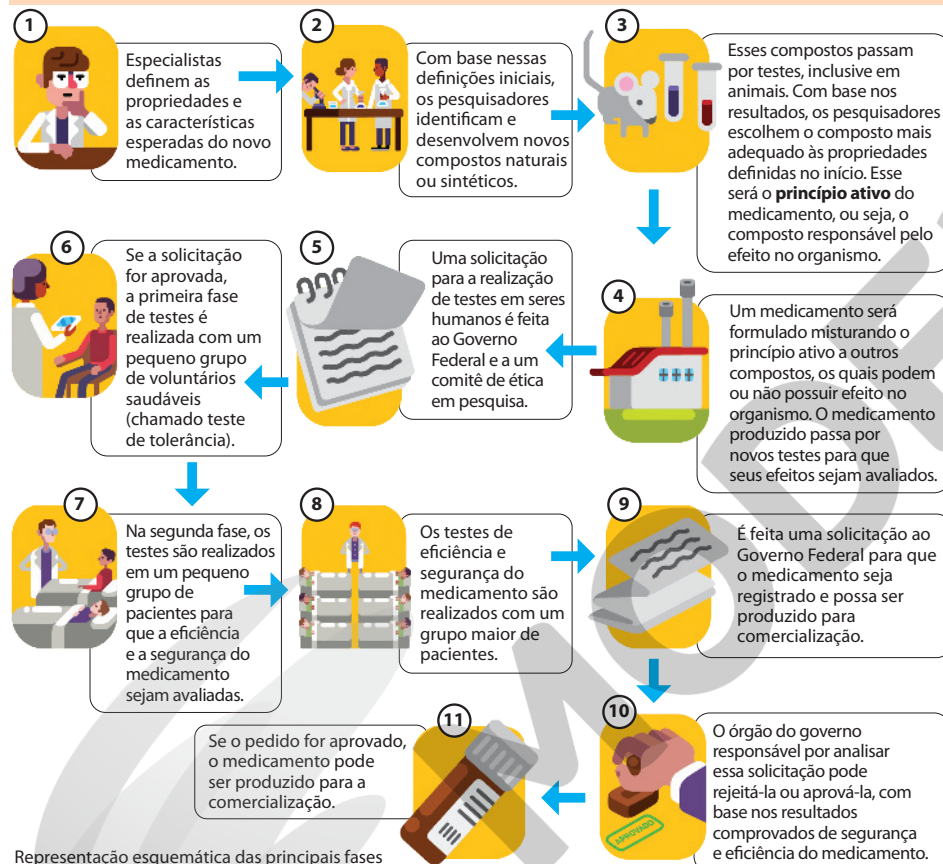 1
Especialistas
definem as
propriedades e
as características
esperadas do novo
medicamento.
2
Com base nessas
definições iniciais,
os pesquisadores
identificam e
desenvolvem novos
compostos naturais
ou sintéticos.
3
Esses compostos passam
por testes, inclusive em
animais. Com base nos
resultados, os pesquisadores
escolhem o composto mais
adequado às propriedades
definidas no início. Esse
será o princípio ativo do
medicamento, ou seja, o
composto responsável pelo
efeito no organismo.
4
Um medicamento será
formulado misturando o
princípio ativo a outros
compostos, os quais podem
ou não possuir efeito no
organismo. O medicamento
produzido passa por
novos testes para que
seus efeitos sejam avaliados.
5
Uma solicitação
para a realização
de testes em seres
humanos é feita
ao Governo
Federal e a um
comitê de ética
em pesquisa.
6
Se a solicitação
for aprovada,
a primeira fase
de testes é
realizada com um
pequeno grupo
de voluntários
saudáveis
(chamado teste
de tolerância).
7
Na segunda fase, os
testes são realizados
em um pequeno
grupo de
pacientes para
que a eficiência
e a segurança do
medicamento
sejam avaliadas.
8
Os testes de
eficiência e
segurança do
medicamento são
realizados com um
grupo maior de
pacientes.
9
É feita uma solicitação ao
Governo Federal para que
o medicamento seja
registrado e possa ser
produzido para
comercialização.
10
APROVADO
O órgão do governo
responsável por analisar
essa solicitação pode
rejeitá-la ou aprová-la, com
base nos resultados
comprovados de segurança
e eficiência do medicamento.
11
Se o pedido for aprovado,
o medicamento pode
ser produzido para a
comercialização.
Representação esquemática das principais fases
MODE